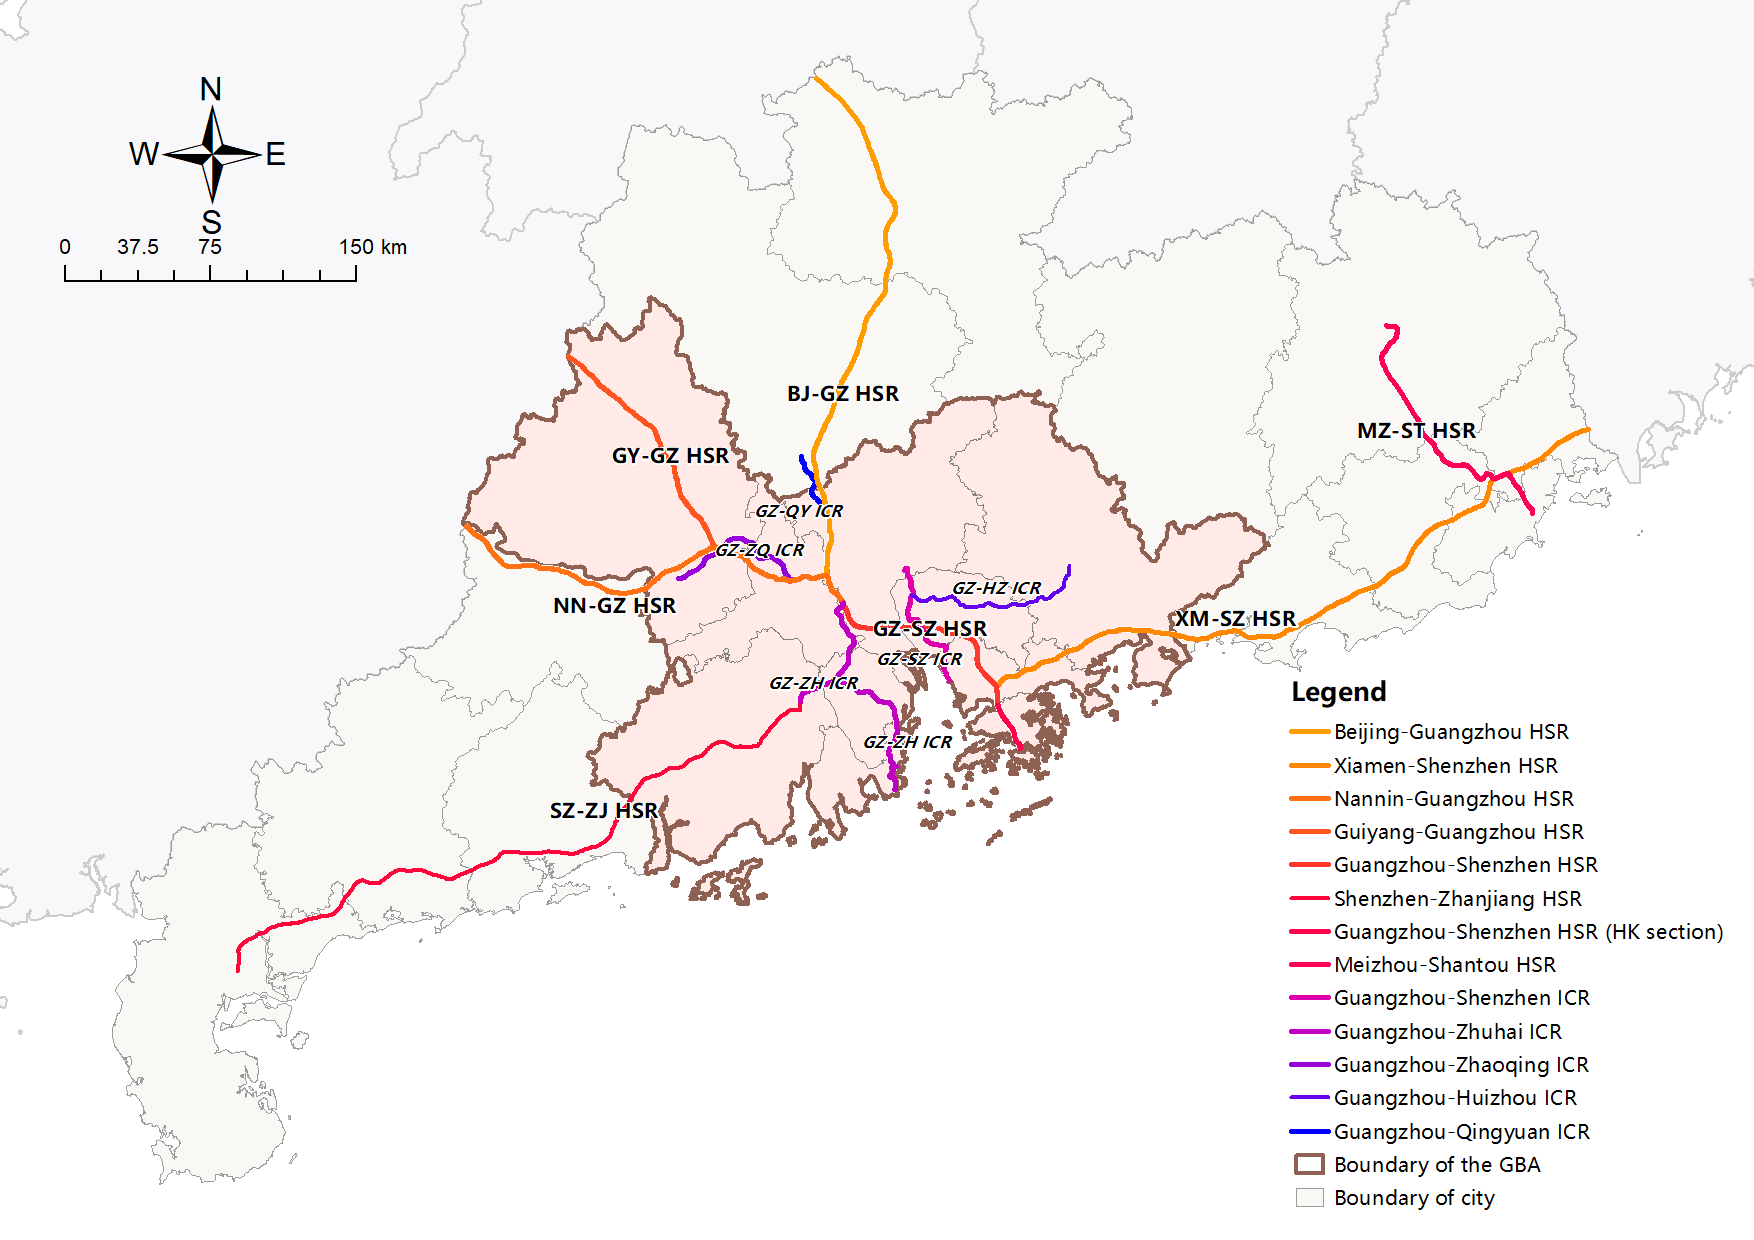 N
W E
S
0 37.5 75 150 km
BJ-GZ HSR
MZ-ST HSR
GY-GZ HSR
GZ-QY ICR
GZ-ZQ ICR
GZ-HZ ICR
NN-GZ HSR
XM-SZ HSR
GZ-SZ HSR
GZ-SZ ICR
GZ-ZH ICR
GZ-ZH ICR
SZ-ZJ HSR
Legend
Beijing-Guangzhou HSR
Xiamen-Shenzhen HSR
Nannin-Guangzhou HSR
Guiyang-Guangzhou HSR
Guangzhou-Shenzhen HSR
Shenzhen-Zhanjiang HSR
Guangzhou-Shenzhen HSR (HK section)
Meizhou-Shantou HSR
Guangzhou-Shenzhen ICR
Guangzhou-Zhuhai ICR
Guangzhou-Zhaoqing ICR
Guangzhou-Huizhou ICR
Guangzhou-Qingyuan ICR
Boundary of the GBA
Boundary of city